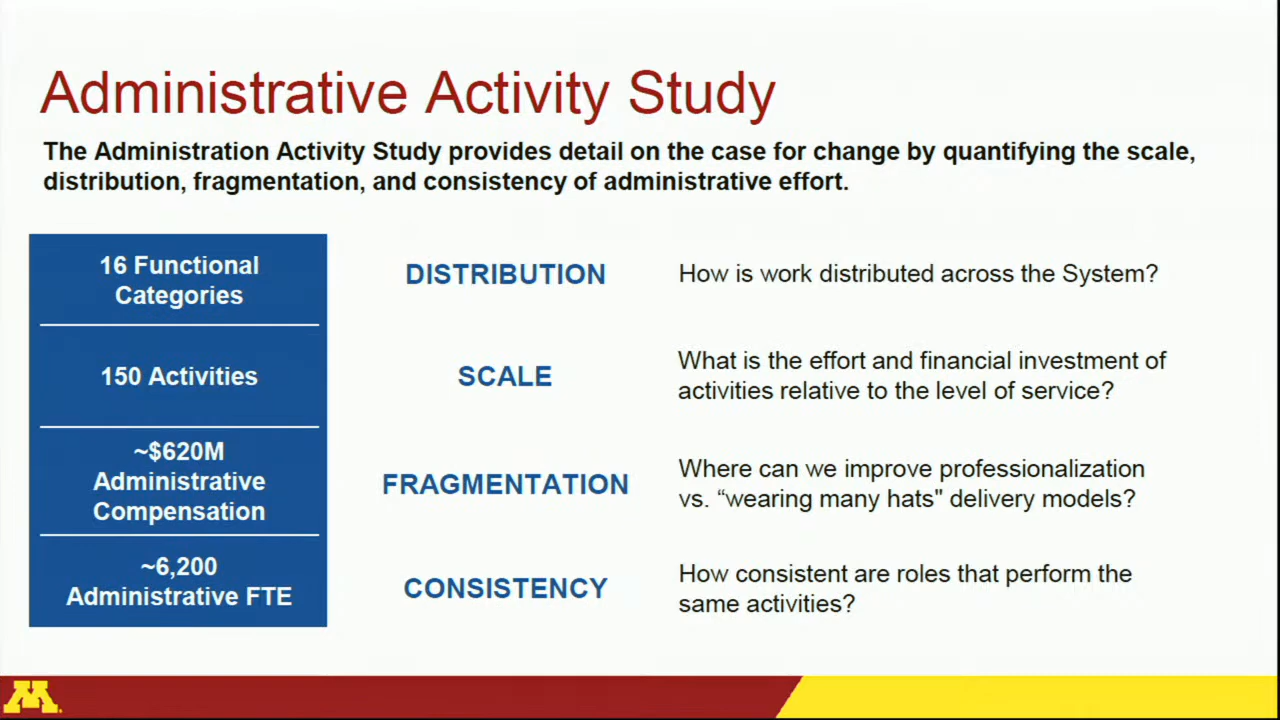 Administrative Activity Study
The Administration Activity Study provides detail on the case for change by quantifying the scale,
distribution, fragmentation, and consistency of administrative effort.
16 Functional
Categories
DISTRIBUTION
How is work distributed across the System?
150 Activities
SCALE
What is the effort and financial investment of
activities relative to the level of service?
~$620M
Administrative
Compensation
FRAGMENTATION
Where can we improve professionalization
vs. “wearing many hats" delivery models?
~6,200
Administrative FTE
CONSISTENCY
How consistent are roles that perform the
same activities?
M